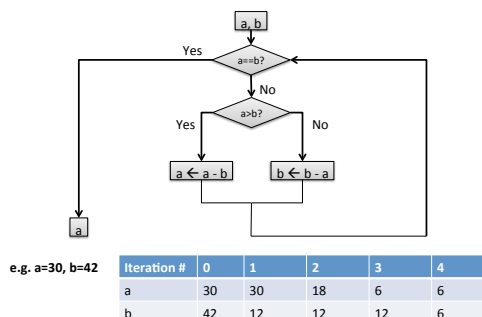 a, b
Yes
a==b?
No
a>b?
Yes
No
a ← a - b
b ← b - a
a
e.g. a=30, b=42
Iteration # 0 1 2 3 4
a 30 30 18 6 6
b 42 12 12 12 6